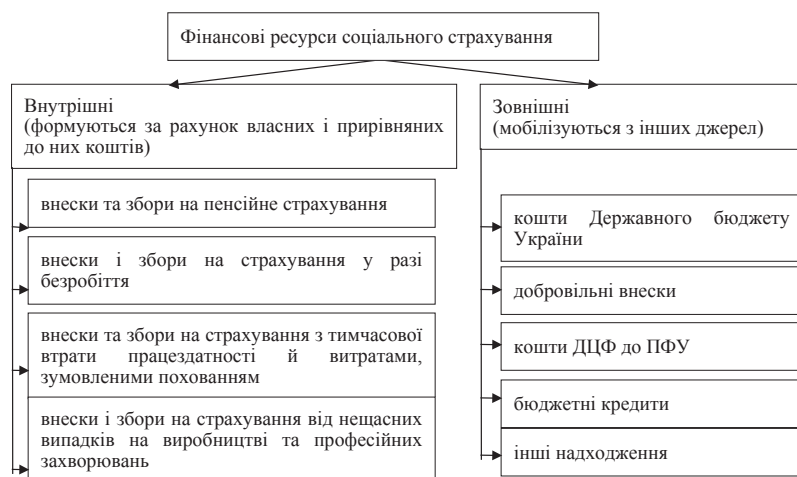 Фінансові ресурси соціального страхування
Внутрішні
(формуються за рахунок власних і прирівняних
до них коштів)
внески та збори на пенсійне страхування
внески і збори на страхування у разі
безробіття
внески та збори на страхування з тимчасової
втрати працездатності й витратами,
зумовленими похованням
внески і збори на страхування від нещасних
випадків на виробництві та професійних
захворювань
Зовнішні
(мобілізуються з інших джерел)
кошти Державного бюджету
України
добровільні внески
кошти ДЦФ до ПФУ
бюджетні кредити
інші надходження